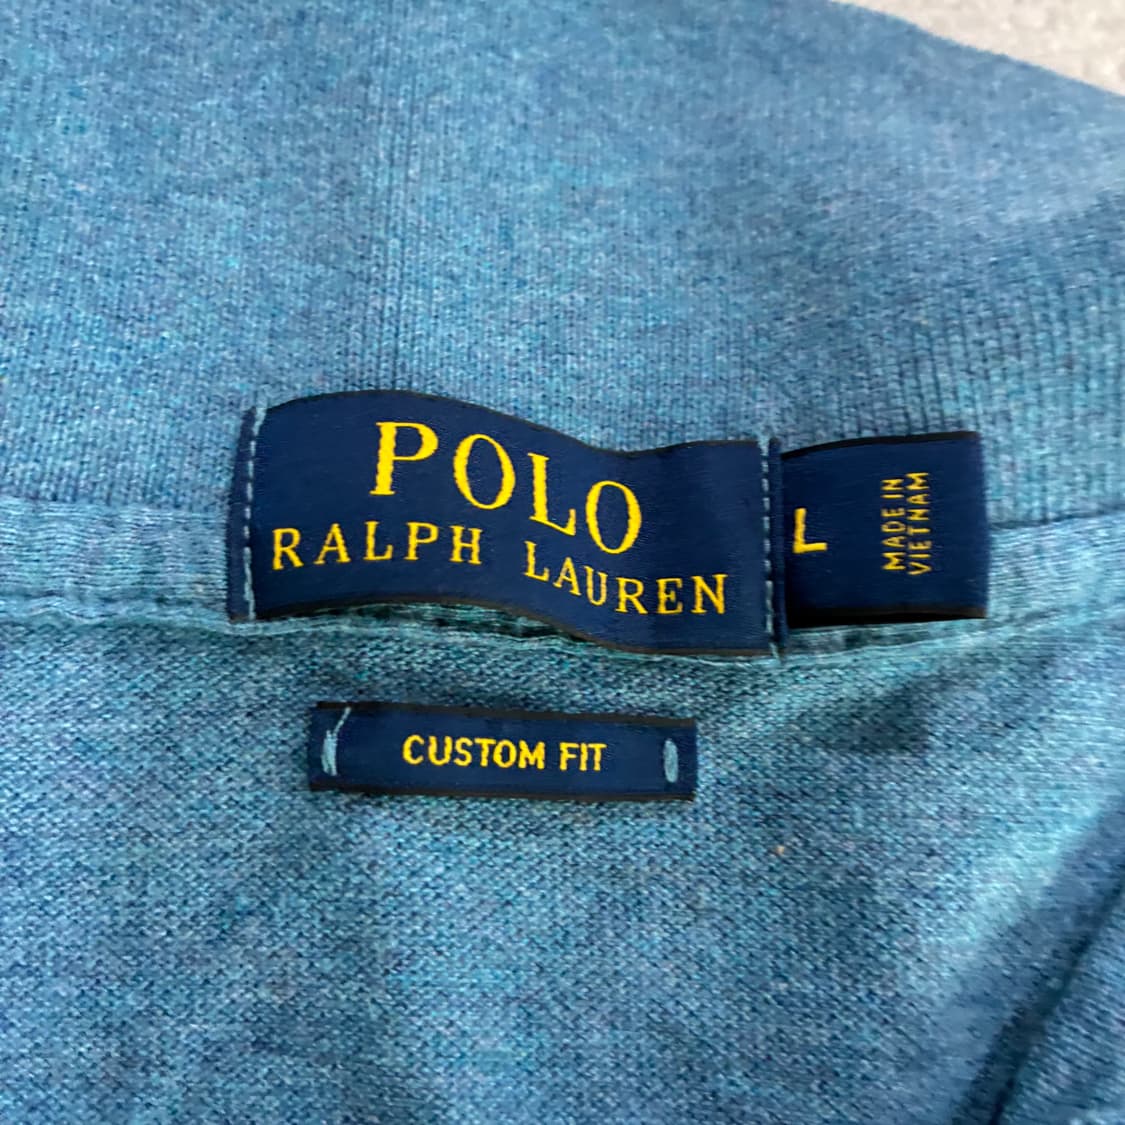 POLO
RALPH LAUREN
L
MADE IN
VIETNAM
CUSTOM FIT